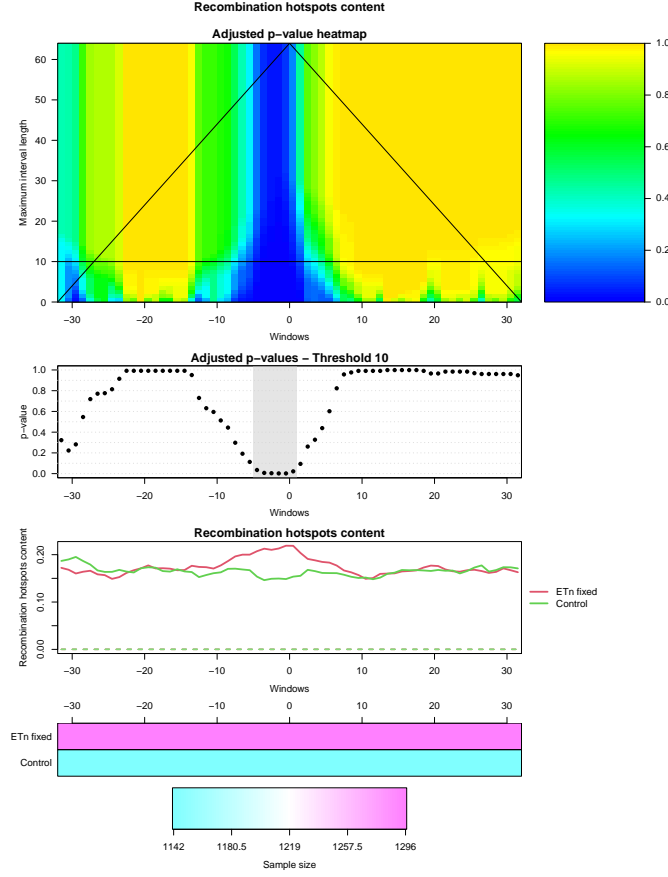 Recombination hotspots content
Adjusted p−value heatmap
Maximum interval length
60
50
40
30
20
10
0
−30 −20 −10 0 10 20 30
Windows
1.0
0.8
0.6
0.4
0.2
0.0
Adjusted p−values − Threshold 10
p−value
1.0
0.8
0.6
0.4
0.2
0.0
−30 −20 −10 0 10 20 30
Windows
Recombination hotspots content
Recombination hotspots content
0.20
0.10
0.00
−30 −20 −10 0 10 20 30
Windows
ETn fixed
Control
−30 −20 −10 0 10 20 30
ETn fixed
Control
1142 1180.5 1219 1257.5 1296
Sample size